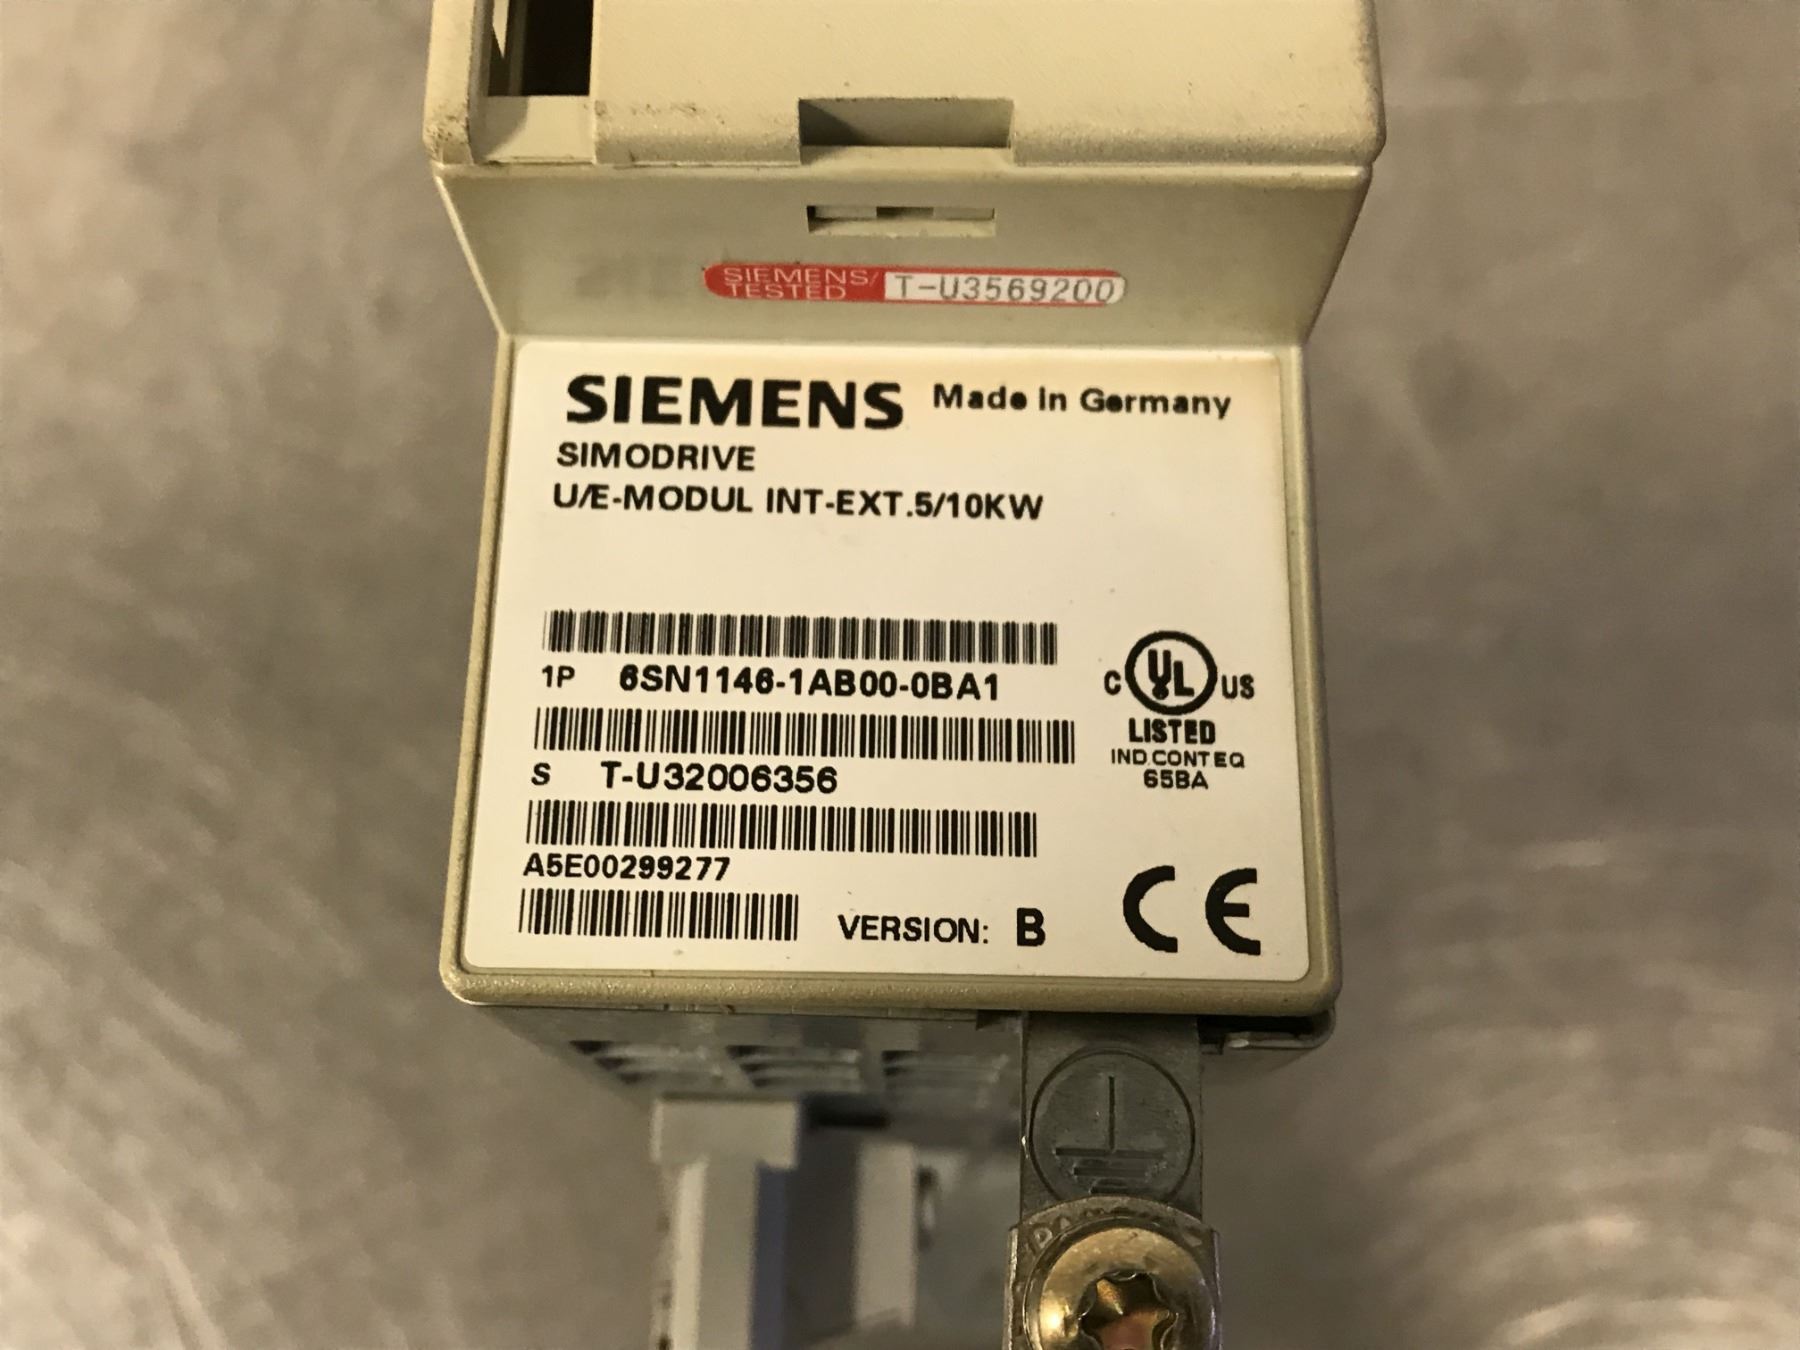 SIEMENS/
TESTED T-U3569200
SIEMENS Made in Germany
SIMODRIVE
U/E-MODUL INT-EXT.5/10KW
1P 6SN1146-1AB00-0BA1
C UL US
LISTED
IND.CONT EQ
65BA
S T-U32006356
A5E00299277
VERSION: B
CE